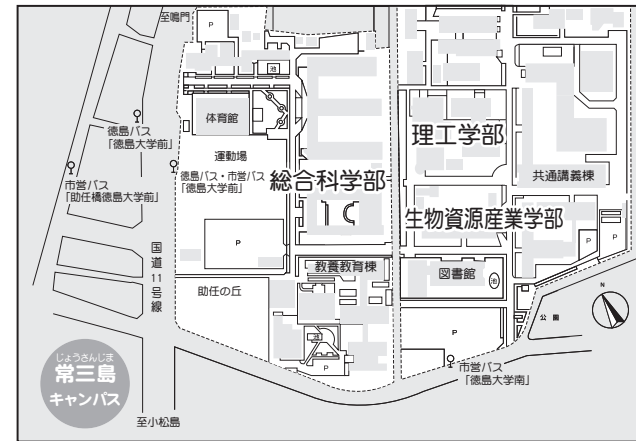 至鳴門
P
池
体育館
運動場
理工学部
共通講義棟
徳島バス
「徳島大学前」
徳島バス・市営バス
「徳島大学前」
総合科学部
市営バス
「助任橋徳島大学前」
生物資源産業学部
P
P
P
国道11号線
教養教育棟
図書館
池
助任の丘
N
公園
P
池
P
市営バス
「徳島大学南」
じょうさんじま
常三島
キャンパス
至小松島